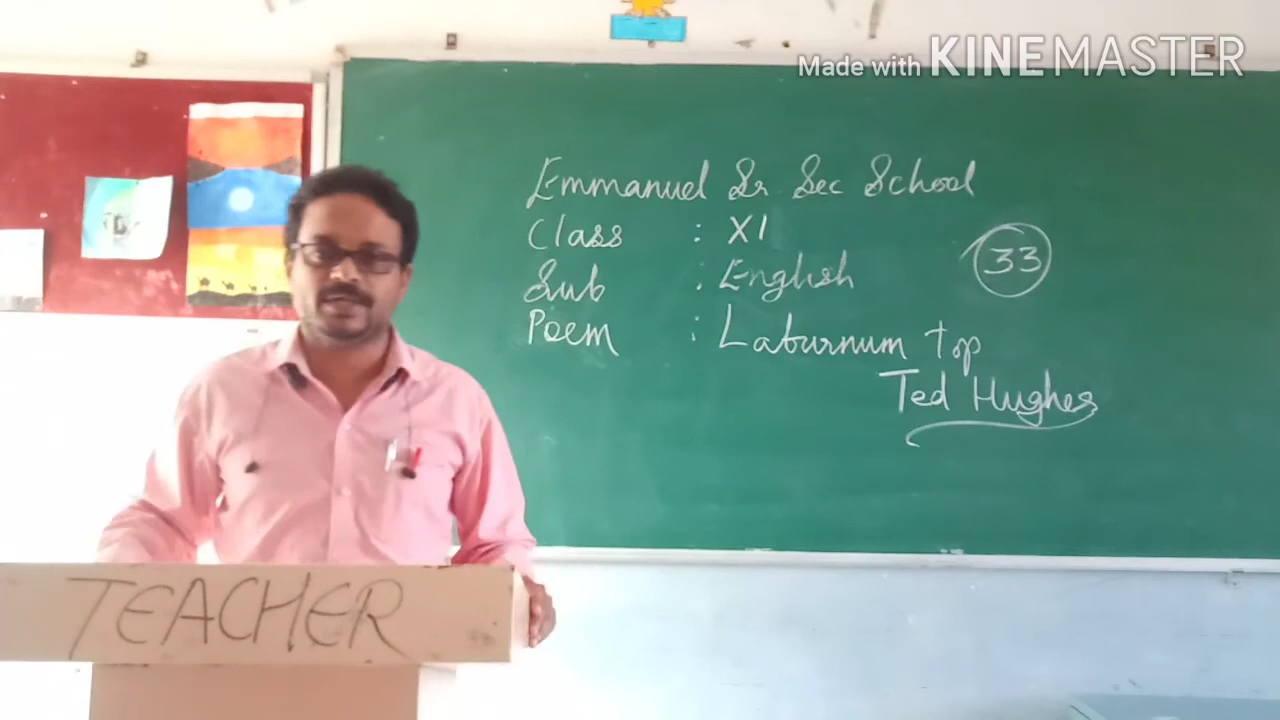 Made with KINEMASTER
Emmanuel Sr Sec School
Class : XI
33
Sub : English
Poem : Laburnum top
Ted Hughes
TEACHER